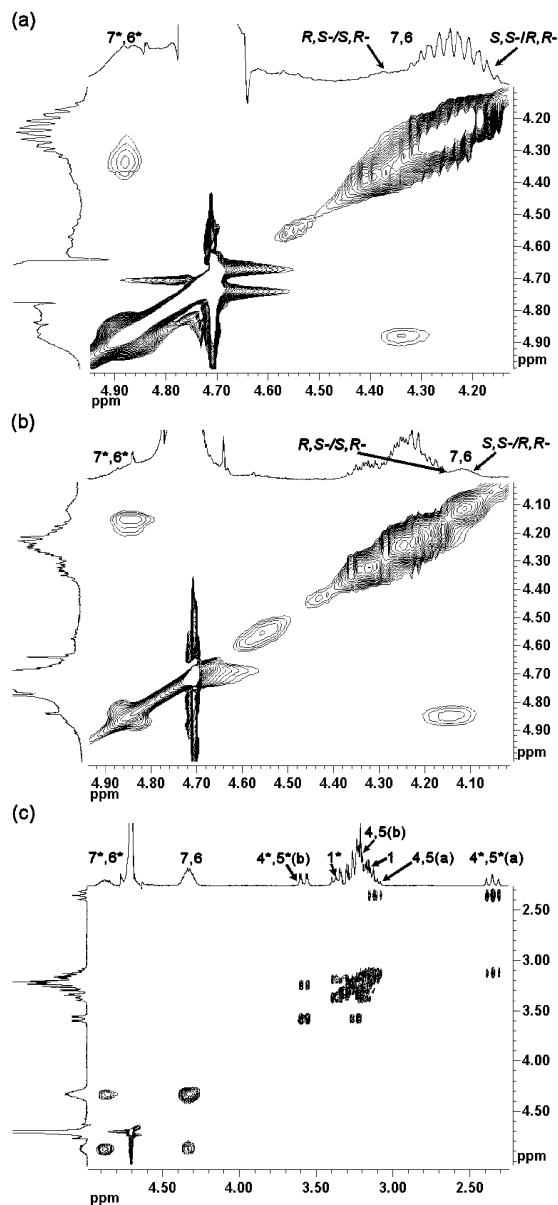 (a)
7*,6*
R,S-/S,R-
7,6
S,S-/R,R-
4.20
4.30
4.40
4.50
4.60
4.70
4.80
4.90
ppm
4.90 4.80 4.70 4.60 4.50 4.40 4.30 4.20
ppm
(b)
7*,6*
R,S-/S,R-
7,6
S,S-/R,R-
4.10
4.20
4.30
4.40
4.50
4.60
4.70
4.80
4.90
ppm
4.90 4.80 4.70 4.60 4.50 4.40 4.30 4.20 4.10
ppm
(c)
4,5(b)
7*,6* 7,6 4*,5*(b) 1* 1 4,5(a) 4*,5*(a)
2.50
3.00
3.50
4.00
4.50
ppm
4.50 4.00 3.50 3.00 2.50
ppm